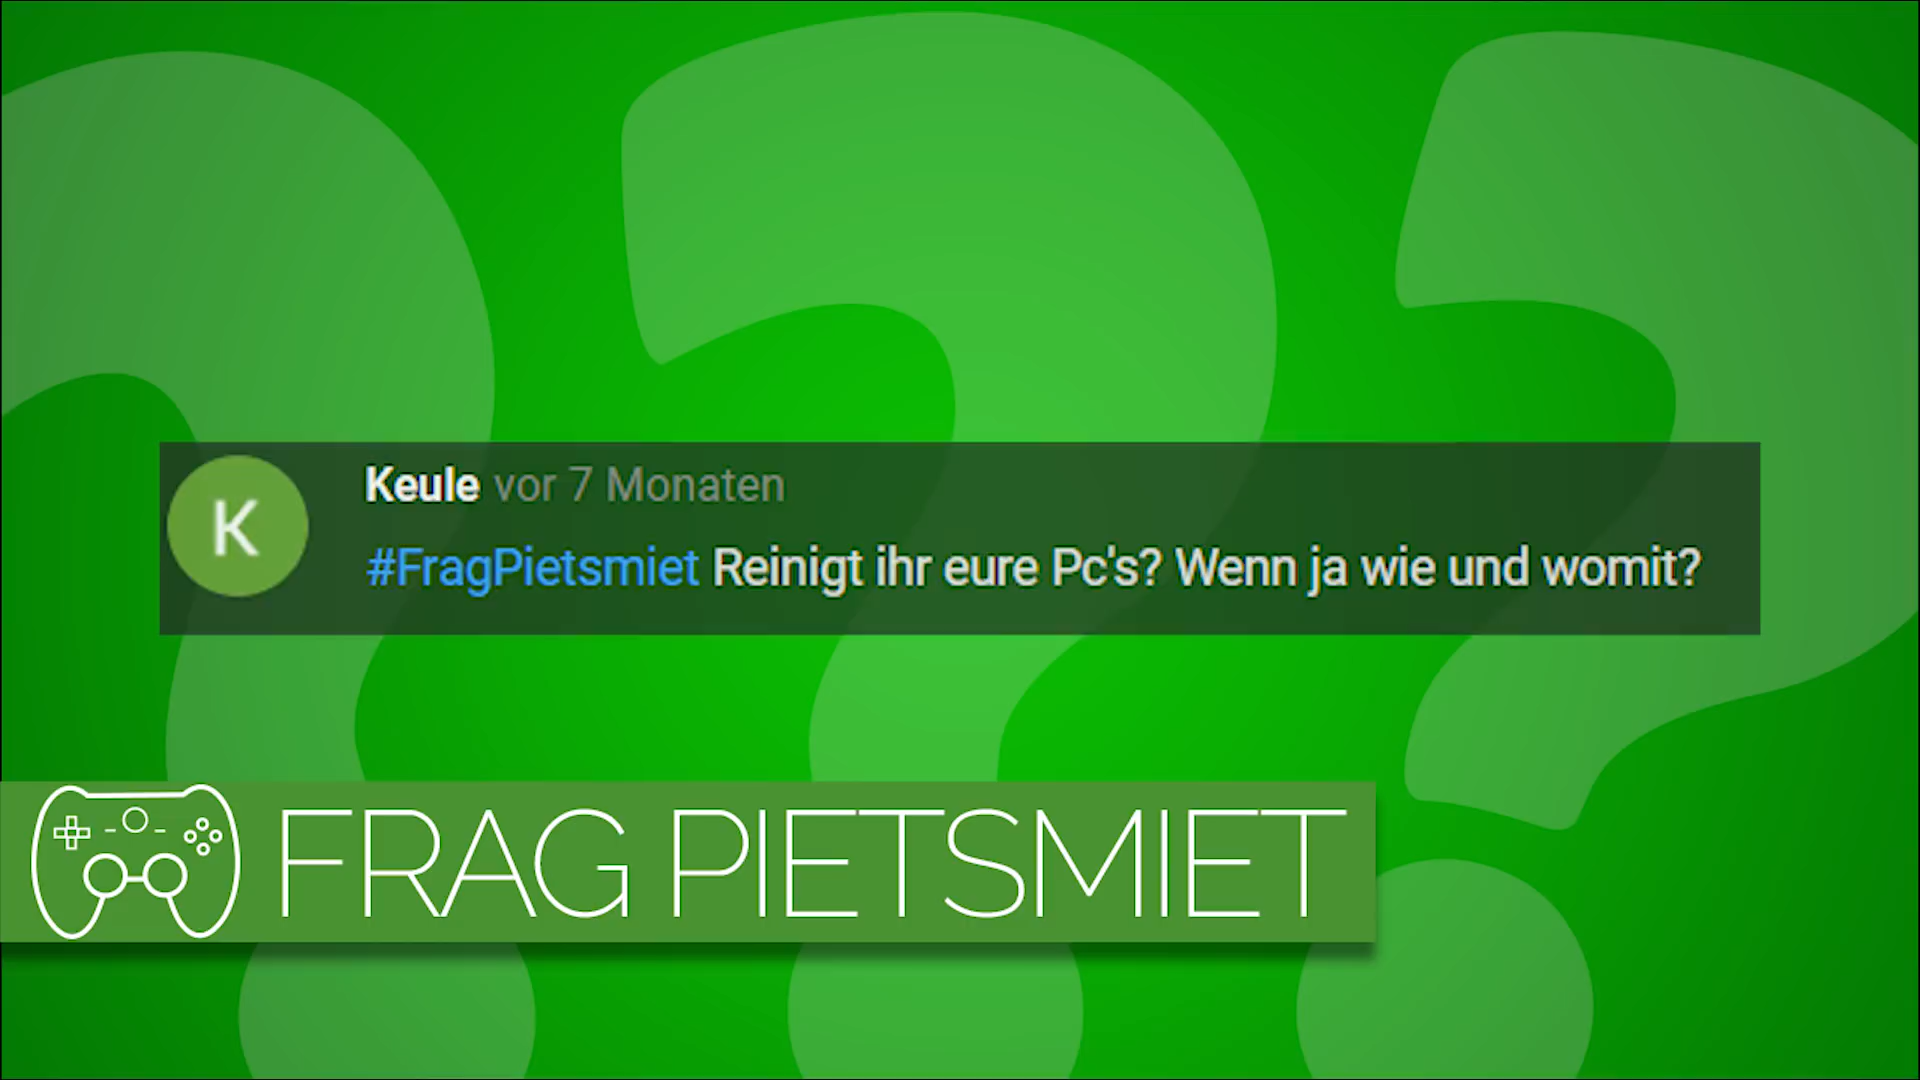 K
Keule vor 7 Monaten
#FragPietsmiet Reinigt ihr eure Pc's? Wenn ja wie und womit?
FRAG PIETSMIET